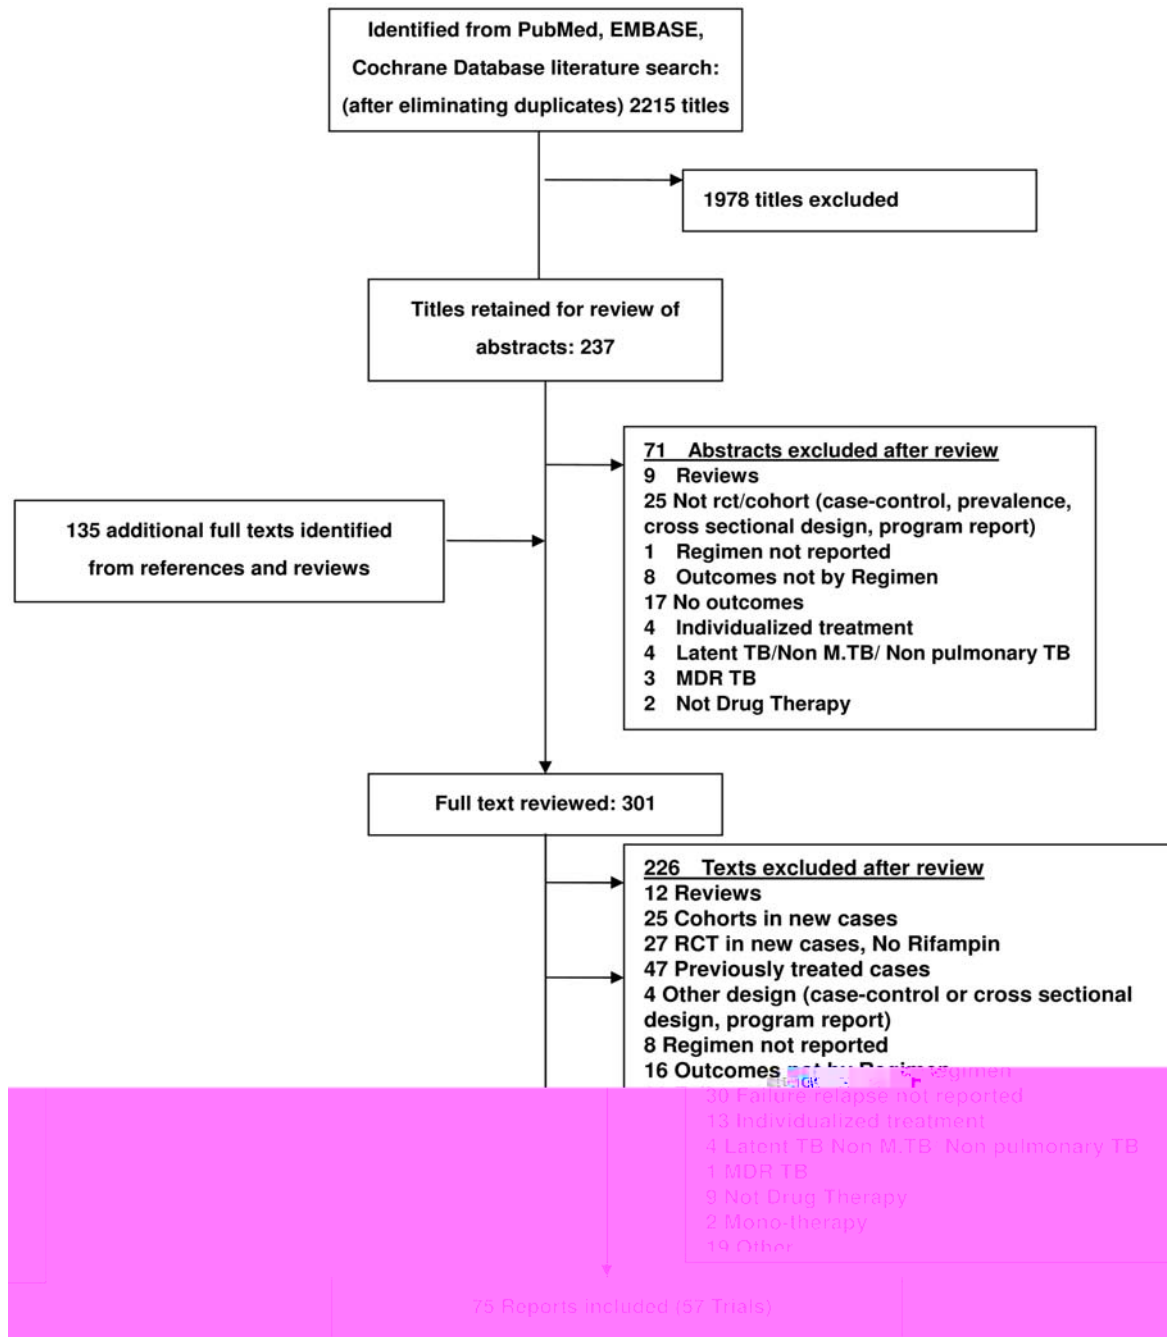 Identified from PubMed, EMBASE,
Cochrane Database literature search:
(after eliminating duplicates) 2215 titles
1978 titles excluded
Titles retained for review of
abstracts: 237
71 Abstracts excluded after review
9 Reviews
25 Not rct/cohort (case-control, prevalence,
cross sectional design, program report)
1 Regimen not reported
8 Outcomes not by Regimen
17 No outcomes
4 Individualized treatment
4 Latent TB/Non M.TB/ Non pulmonary TB
3 MDR TB
2 Not Drug Therapy
135 additional full texts identified
from references and reviews
Full text reviewed: 301
226 Texts excluded after review
12 Reviews
25 Cohorts in new cases
27 RCT in new cases, No Rifampin
47 Previously treated cases
4 Other design (case-control or cross sectional
design, program report)
8 Regimen not reported
16 Outcomes not by Regimen
30 Failure relapse not reported
13 Individualized treatment
4 Latent TB Non M.TB Non pulmonary TB
1 MDR TB
9 Not Drug Therapy
2 Mono-therapy
19 Other
75 Reports included (57 Trials)